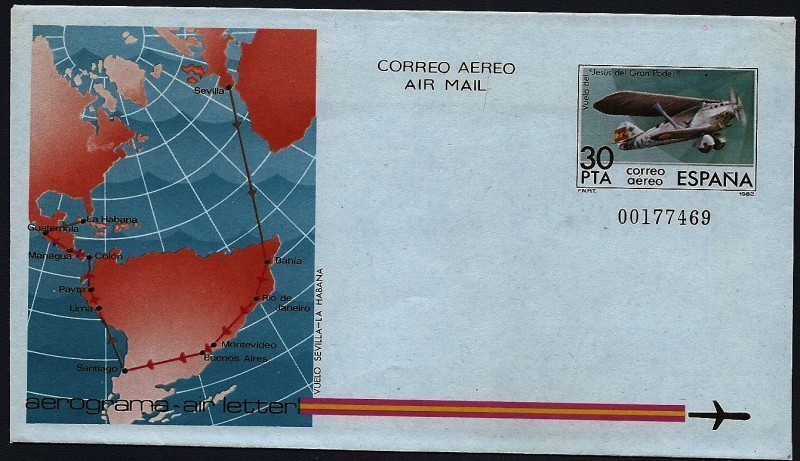 CORREO AEREO
AIR MAIL
Vuelo del "Jesús del Gran Poder"
30
PTA
correo
aereo
ESPAÑA
F.N.M.T.
1982
00177469
Sevilla
La Habana
Guatemala
Managua
Colón
Bahía
Payta
Rio de
Janeiro
Lima
Montevideo
Buenos Aires
Santiago
VUELO SEVILLA-LA HABANA
aerograma-air letter